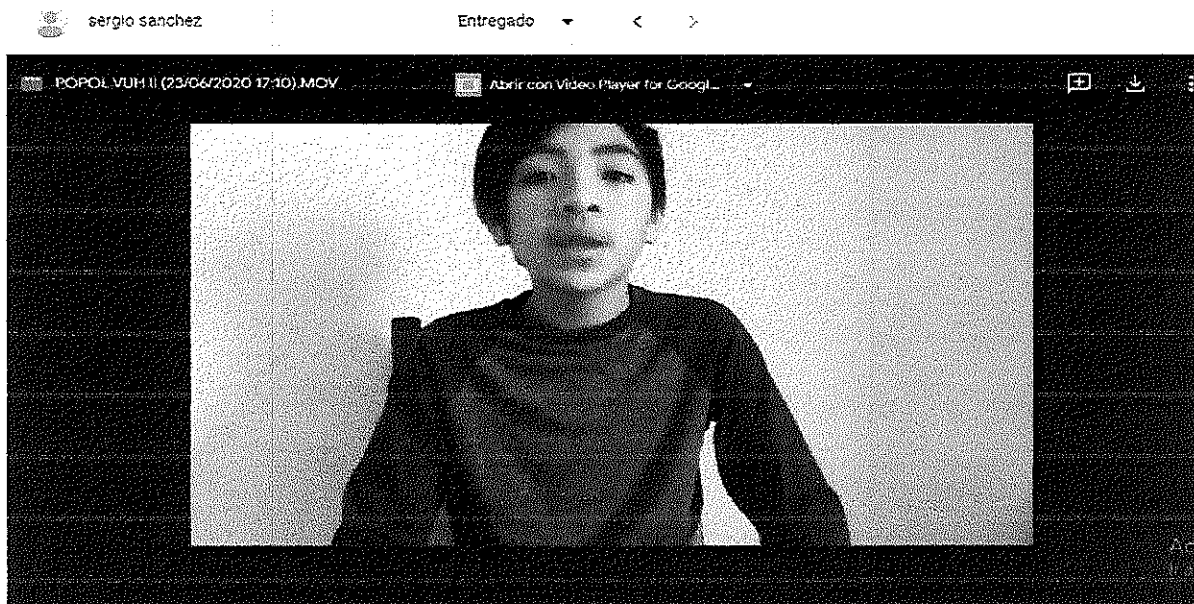 sergio sanchez
Entregado
POPOL VUH II (23/06/2020 17:10).MOV
Abrir con Video Player for Googl...